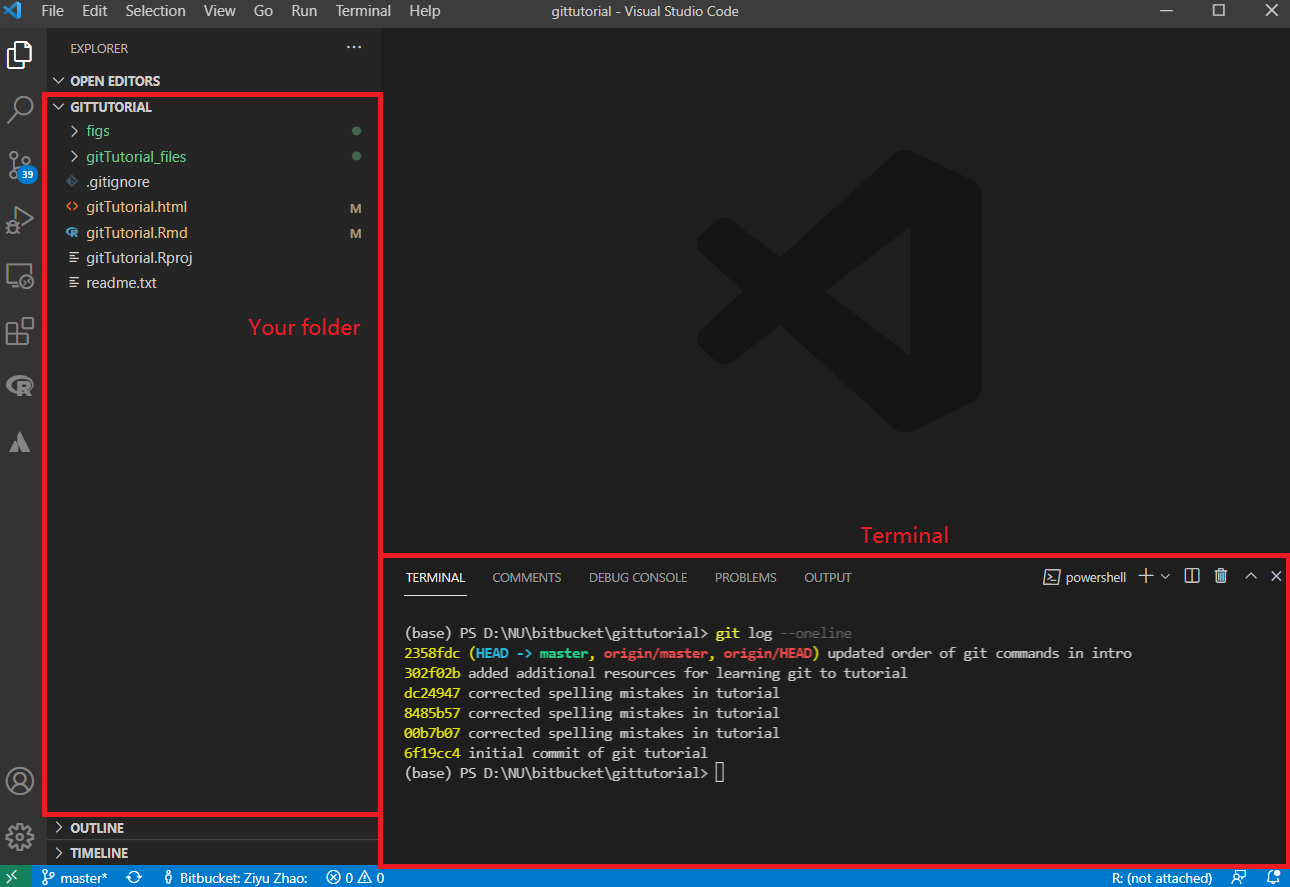 File Edit Selection View Go Run Terminal Help gittutorial - Visual Studio Code
EXPLORER ···
OPEN EDITORS
GITTUTORIAL
figs
gitTutorial_files
.gitignore
gitTutorial.html M
gitTutorial.Rmd M
gitTutorial.Rproj
readme.txt
39
Your folder
OUTLINE
TIMELINE
Terminal
TERMINAL COMMENTS DEBUG CONSOLE PROBLEMS OUTPUT powershell
(base) PS D:\NU\bitbucket\gittutorial> git log --oneline
2358fdc (HEAD -> master, origin/master, origin/HEAD) updated order of git commands in intro
302f02b added additional resources for learning git to tutorial
dc24947 corrected spelling mistakes in tutorial
8485b57 corrected spelling mistakes in tutorial
00b7b07 corrected spelling mistakes in tutorial
6f19cc4 initial commit of git tutorial
(base) PS D:\NU\bitbucket\gittutorial>
master* Bitbucket: Ziyu Zhao: 0 0 R: (not attached)